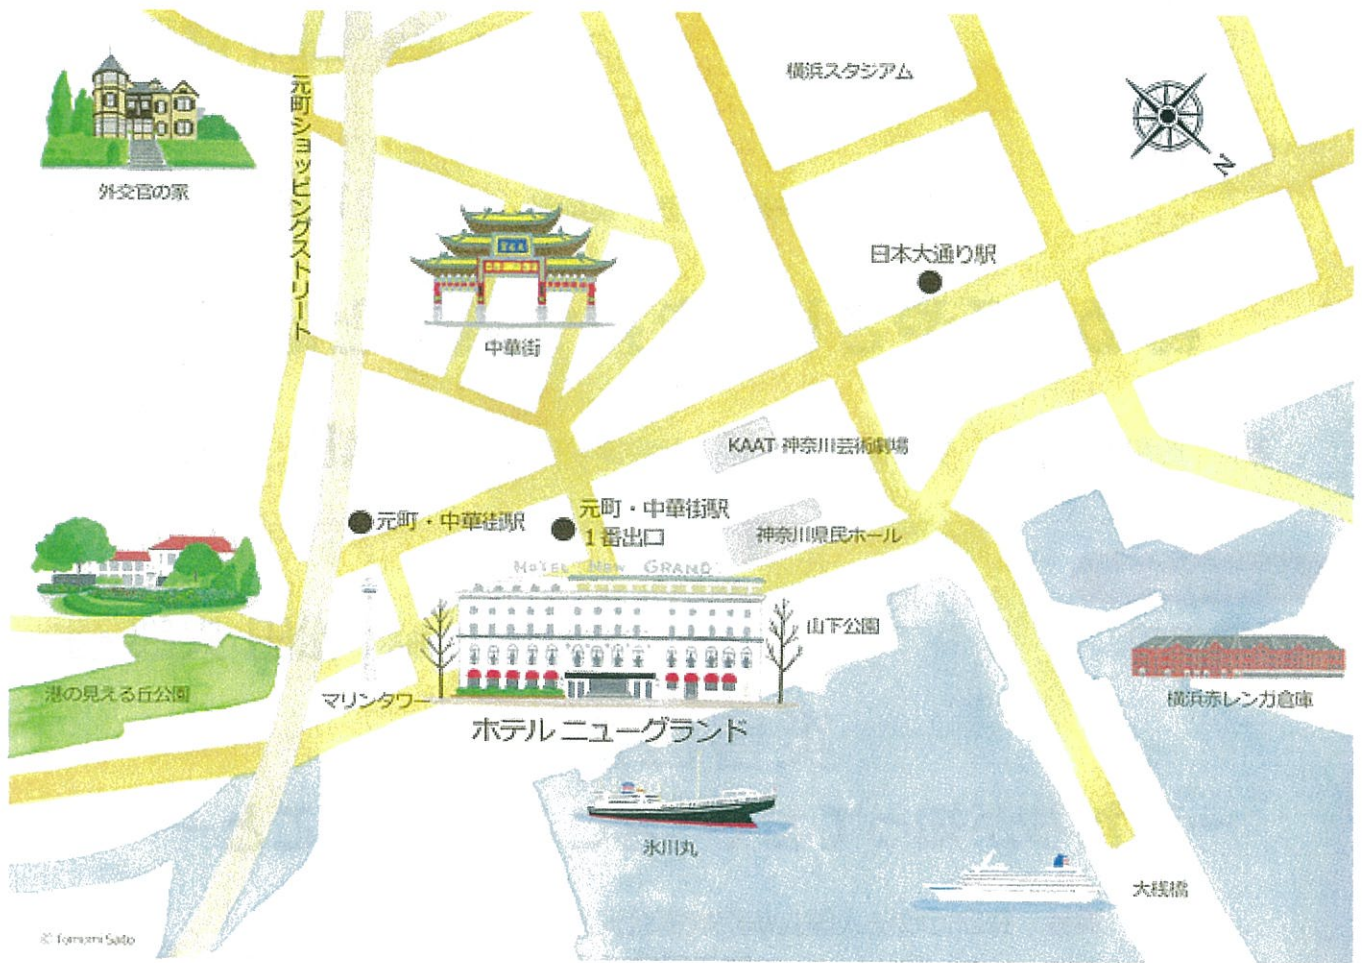 横浜スタジアム
N
元町ショッピングストリート
外交官の家
日本大通り駅
中華街
KAAT 神奈川芸術劇場
元町・中華街駅
元町・中華街駅
1番出口
神奈川県民ホール
HOTEL NEW GRAND
山下公園
港の見える丘公園
マリンタワー
ホテル ニューグランド
横浜赤レンガ倉庫
氷川丸
大桟橋
© Tomomi Saito